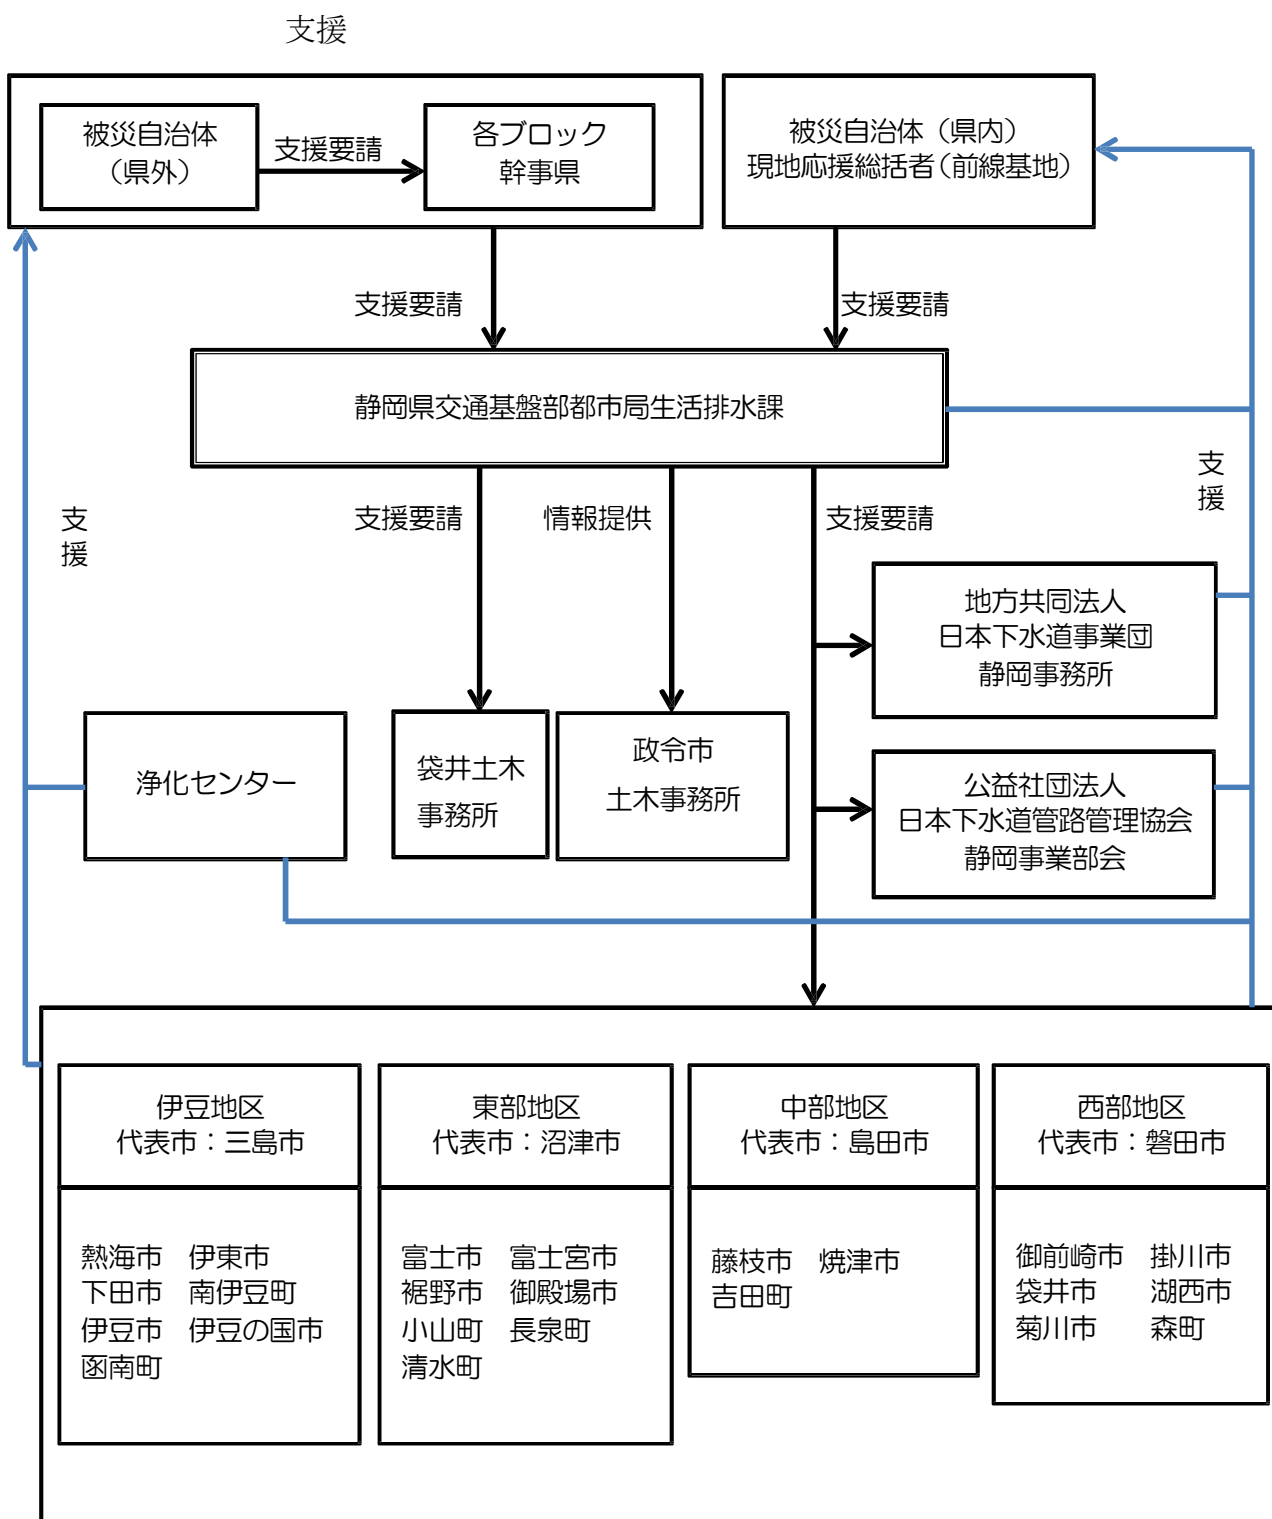 支援
被災自治体
（県外）
支援要請
各ブロック
幹事県
被災自治体（県内）
現地応援総括者（前線基地）
支援要請
支援要請
静岡県交通基盤部都市局生活排水課
支援
支援
支援要請
情報提供
支援要請
地方共同法人
日本下水道事業団
静岡事務所
浄化センター
袋井土木
事務所
政令市
土木事務所
公益社団法人
日本下水道管路管理協会
静岡事業部会
伊豆地区
代表市：三島市
熱海市　伊東市
下田市　南伊豆町
伊豆市　伊豆の国市
函南町
東部地区
代表市：沼津市
富士市　富士宮市
裾野市　御殿場市
小山町　長泉町
清水町
中部地区
代表市：島田市
藤枝市　焼津市
吉田町
西部地区
代表市：磐田市
御前崎市　掛川市
袋井市　　湖西市
菊川市　　森町